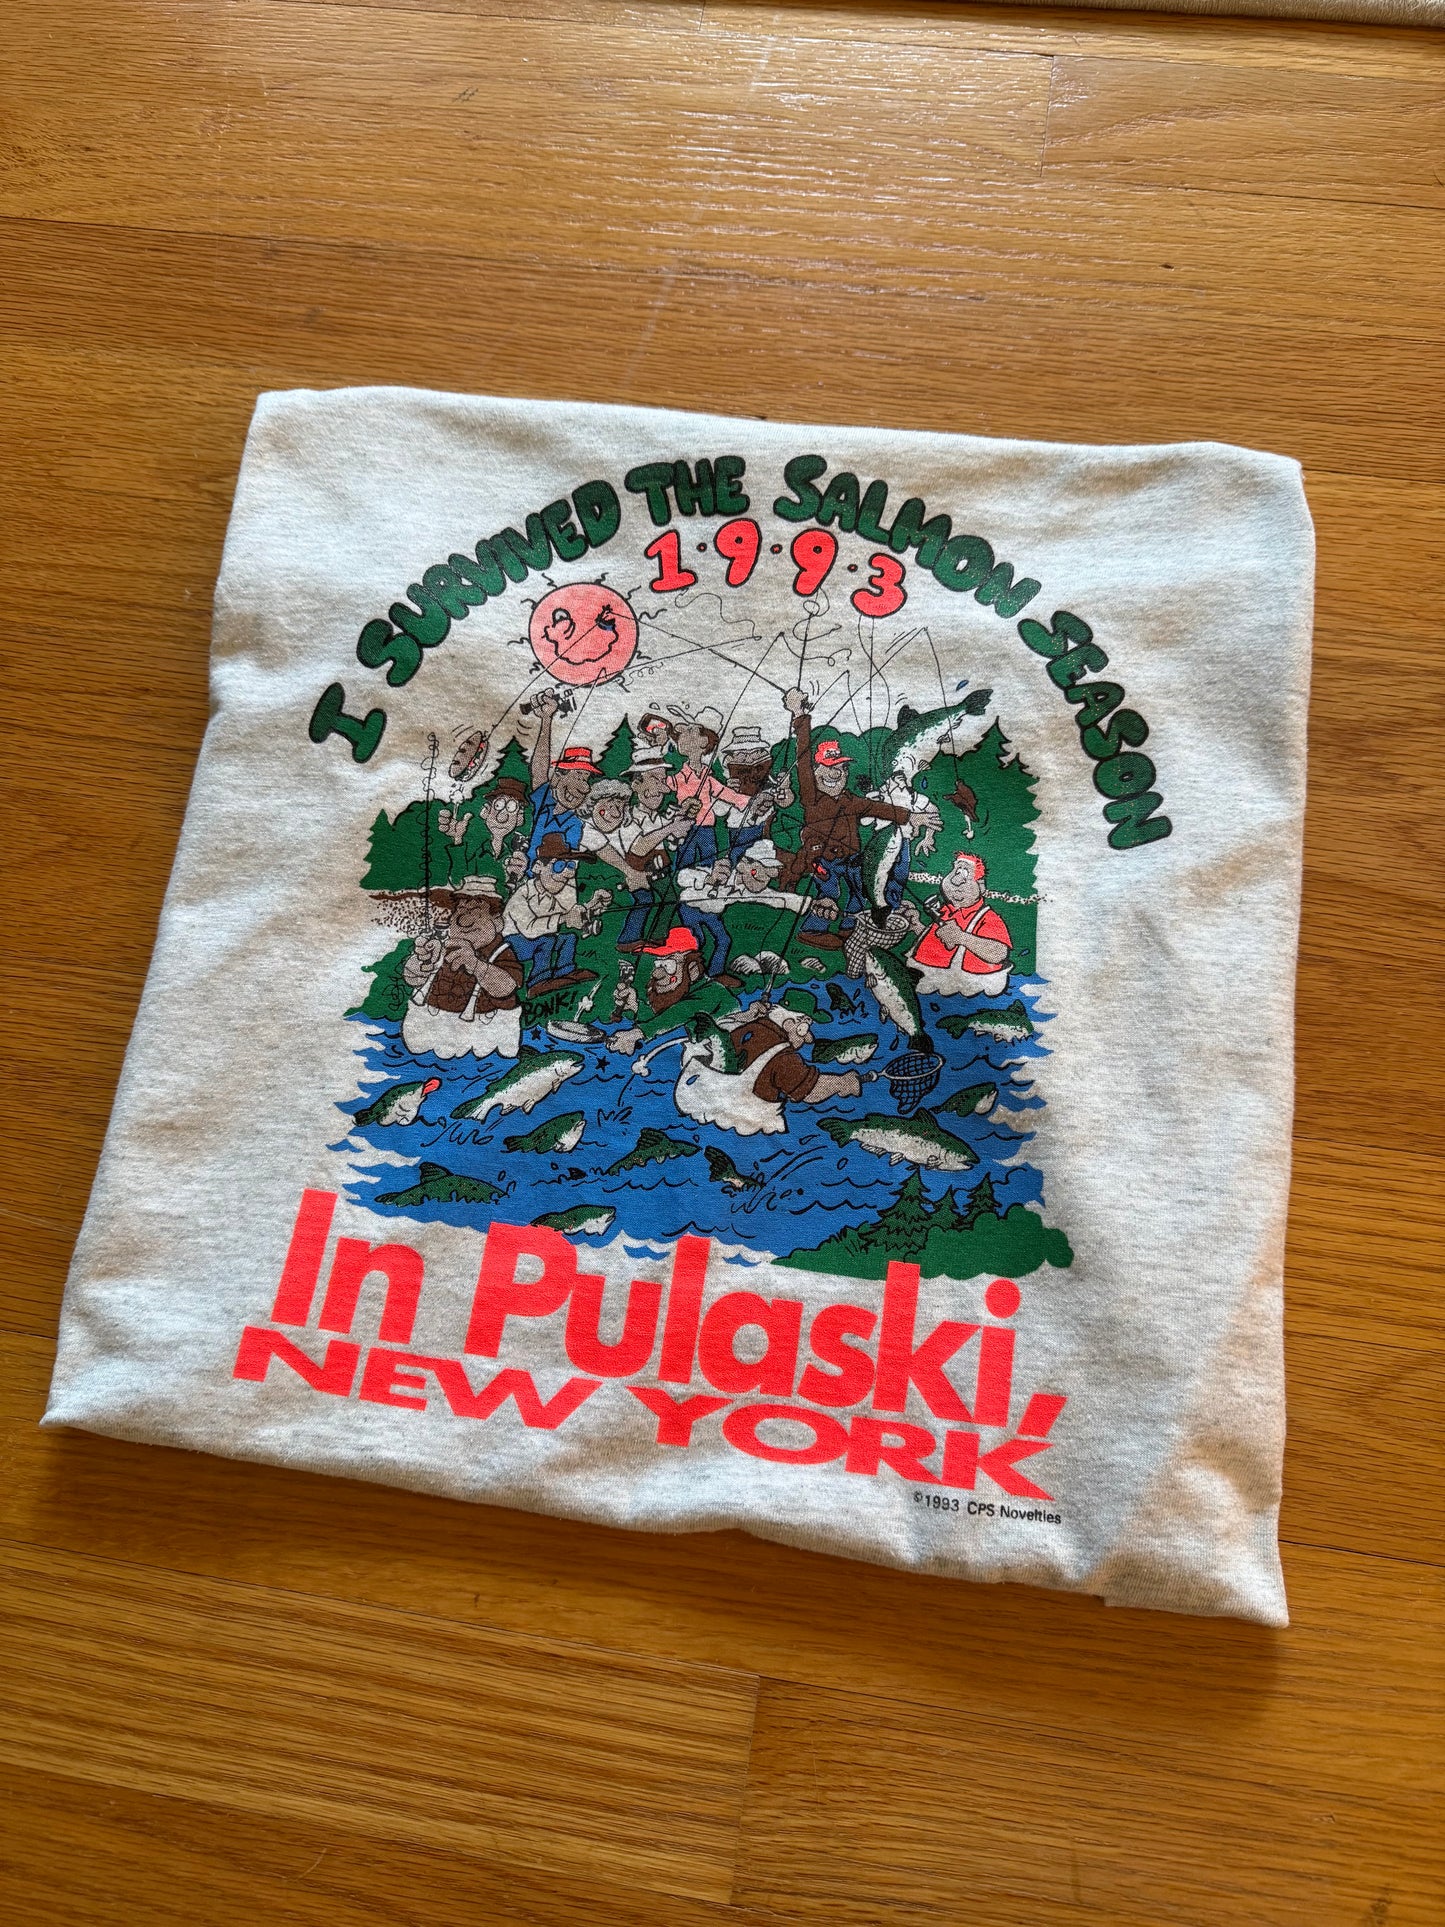 I SURVIVED THE SALMON SEASON
1·9·9·3
BONK!
In Pulaski,
NEW YORK
©1993 CPS Novelties